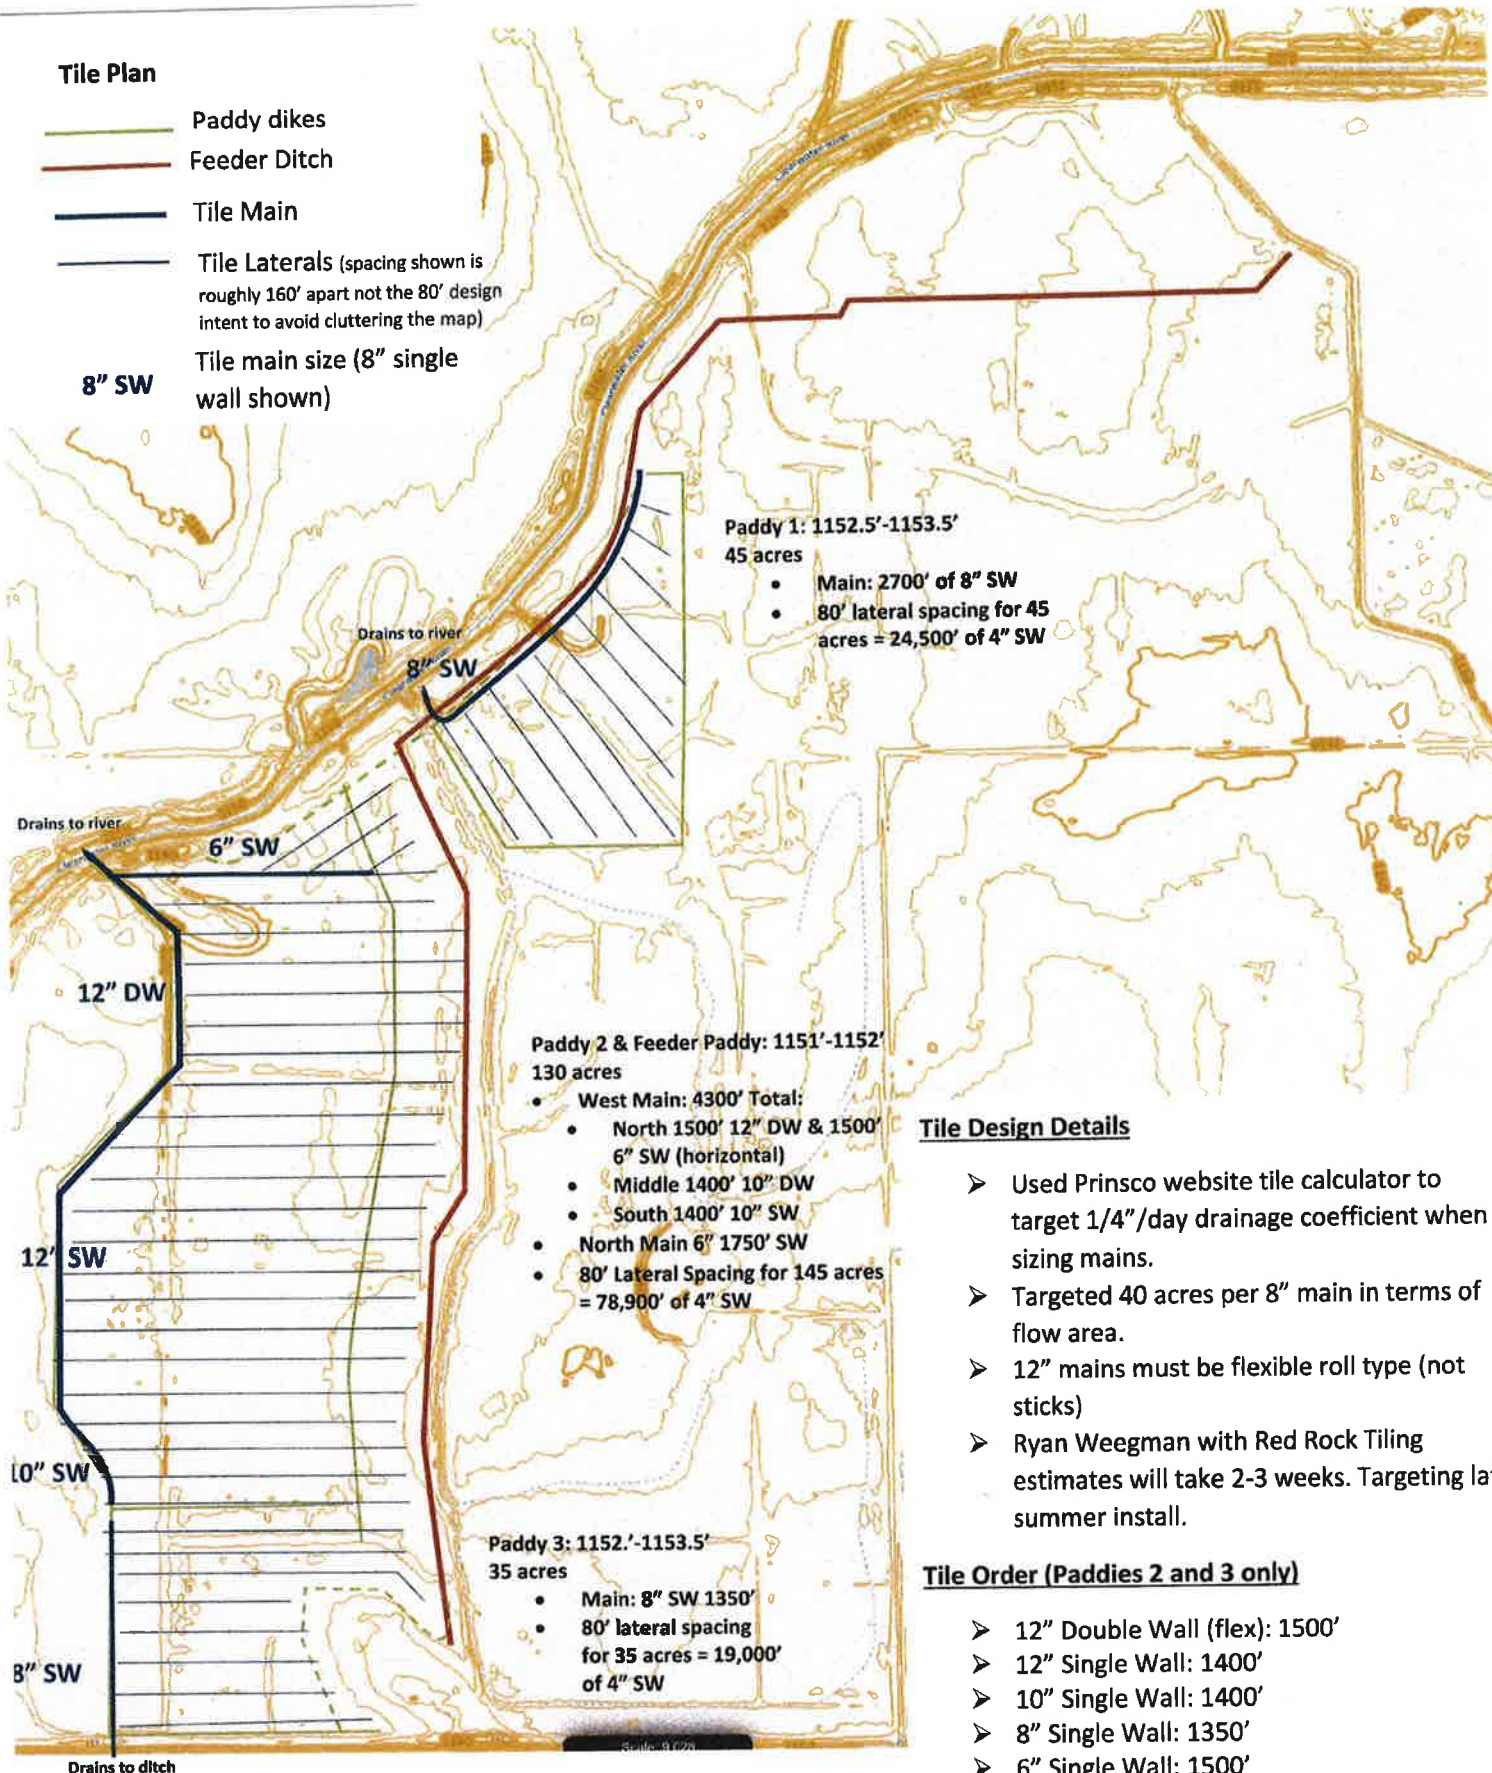 Tile Plan
Paddy dikes
Feeder Ditch
Tile Main
Tile Laterals (spacing shown is
roughly 160' apart not the 80' design
intent to avoid cluttering the map)
8" SW
Tile main size (8" single
wall shown)
Clearwater River
Clearwater River
Paddy 1: 1152.5'-1153.5'
45 acres
• Main: 2700' of 8" SW
• 80' lateral spacing for 45
acres = 24,500' of 4" SW
Drains to river
8" SW
Drains to river
6" SW
12" DW
Paddy 2 & Feeder Paddy: 1151'-1152'
130 acres
• West Main: 4300' Total:
• North 1500' 12" DW & 1500'
6" SW (horizontal)
• Middle 1400' 10" DW
• South 1400' 10" SW
• North Main 6" 1750' SW
• 80' Lateral Spacing for 145 acres
= 78,900' of 4" SW
12' SW
10" SW
Paddy 3: 1152.'-1153.5'
35 acres
• Main: 8" SW 1350'
• 80' lateral spacing
for 35 acres = 19,000'
of 4" SW
8" SW
Drains to ditch
Tile Design Details
➢ Used Prinsco website tile calculator to
target 1/4"/day drainage coefficient when
sizing mains.
➢ Targeted 40 acres per 8" main in terms of
flow area.
➢ 12" mains must be flexible roll type (not
sticks)
➢ Ryan Weegman with Red Rock Tiling
estimates will take 2-3 weeks. Targeting la
summer install.
Tile Order (Paddies 2 and 3 only)
➢ 12" Double Wall (flex): 1500'
➢ 12" Single Wall: 1400'
➢ 10" Single Wall: 1400'
➢ 8" Single Wall: 1350'
➢ 6" Single Wall: 1500'